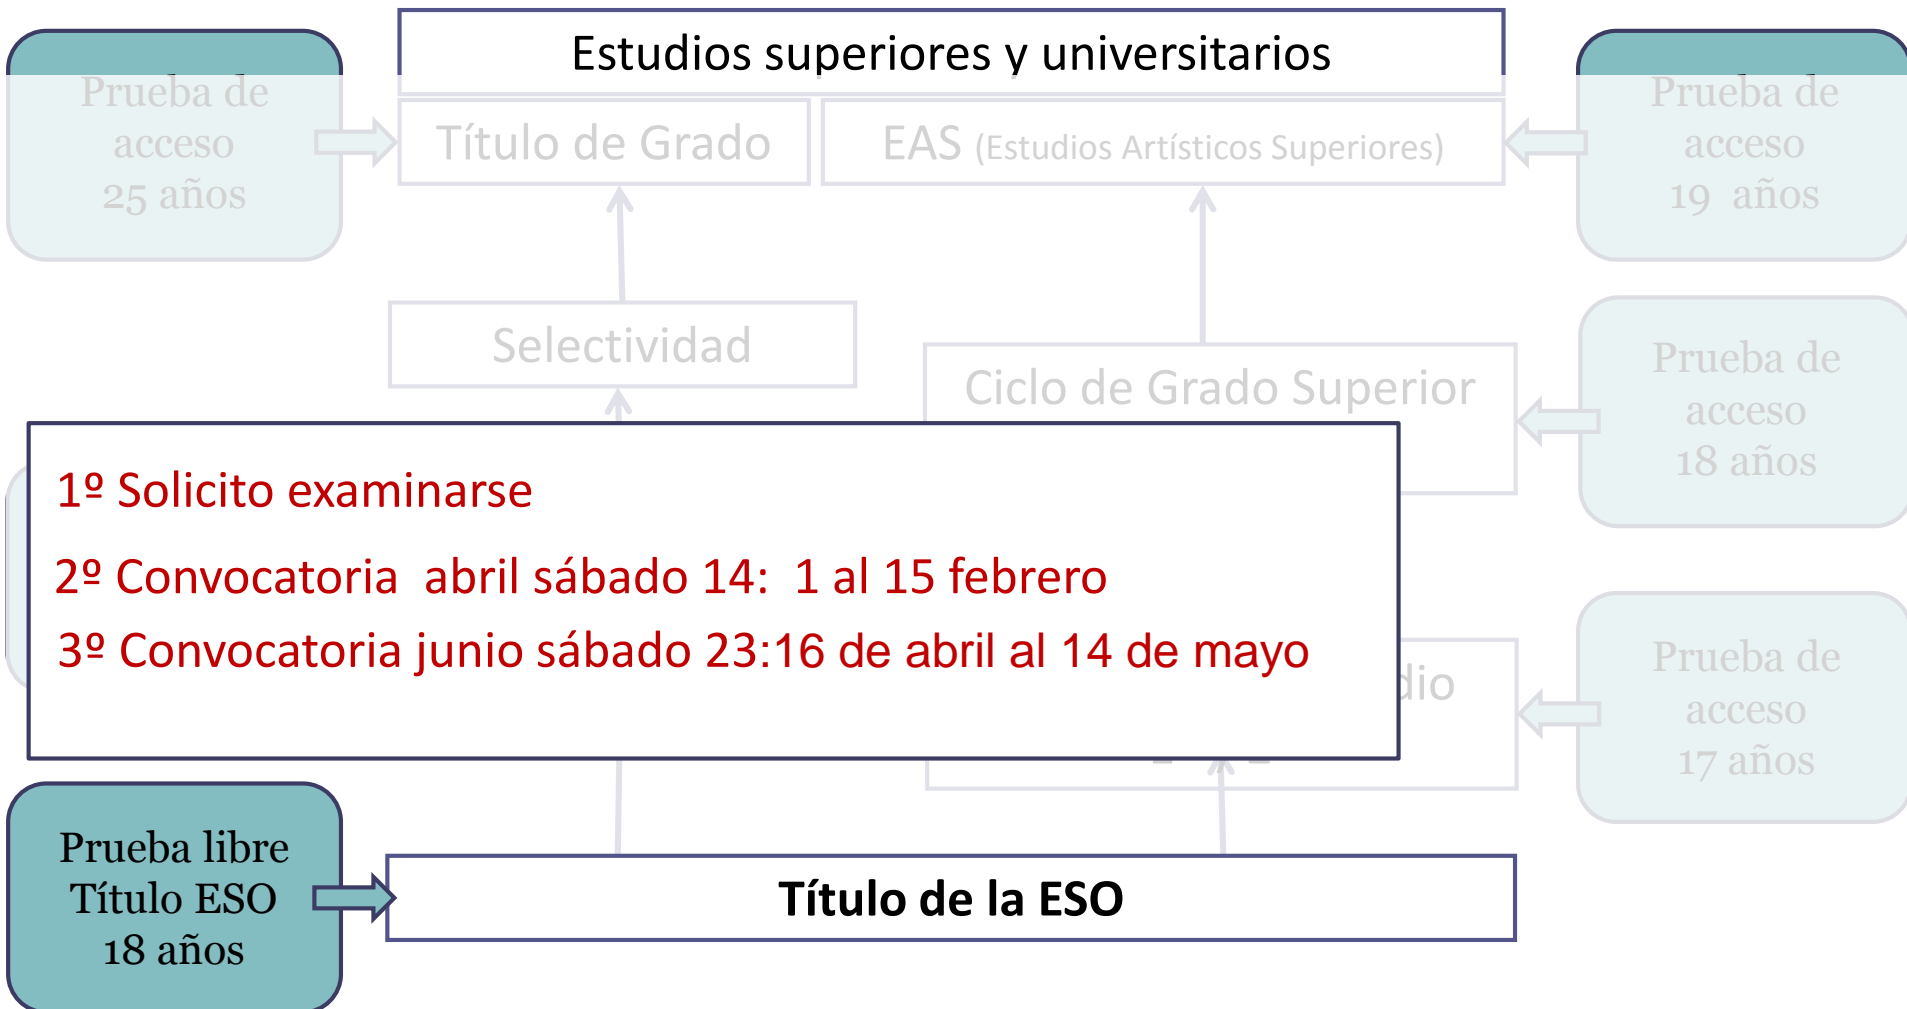 Estudios superiores y universitarios
Prueba de
acceso
25 años
Título de Grado
EAS (Estudios Artísticos Superiores)
Prueba de
acceso
19 años
Selectividad
Ciclo de Grado Superior
Prueba de
acceso
18 años
1º Solicito examinarse
2º Convocatoria abril sábado 14: 1 al 15 febrero
3º Convocatoria junio sábado 23:16 de abril al 14 de mayo
dio
Prueba de
acceso
17 años
Prueba libre
Título ESO
18 años
Título de la ESO